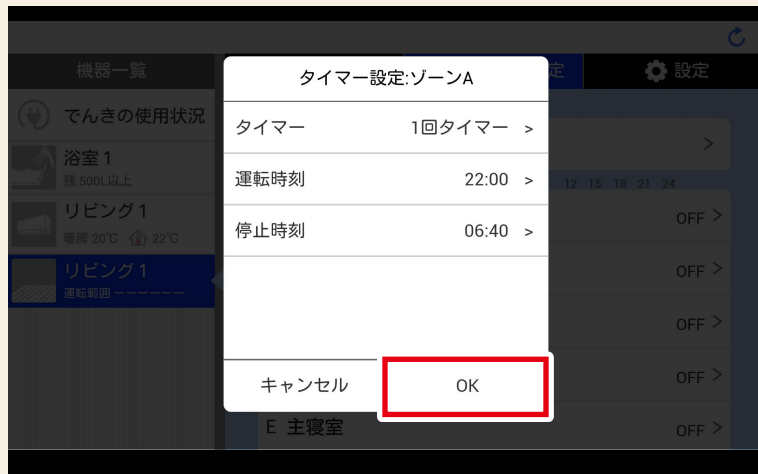 機器一覧
定
設定
でんきの使用状況
浴室1
残 500L以上
リビング1
暖房 20℃ 22℃
リビング1
運転範囲 ーーーーーー
タイマー設定:ゾーンA
タイマー 1回タイマー >
運転時刻 22:00 >
停止時刻 06:40 >
キャンセル OK
>
12 15 18 21 24
OFF >
OFF >
OFF >
OFF >
E 主寝室 OFF >